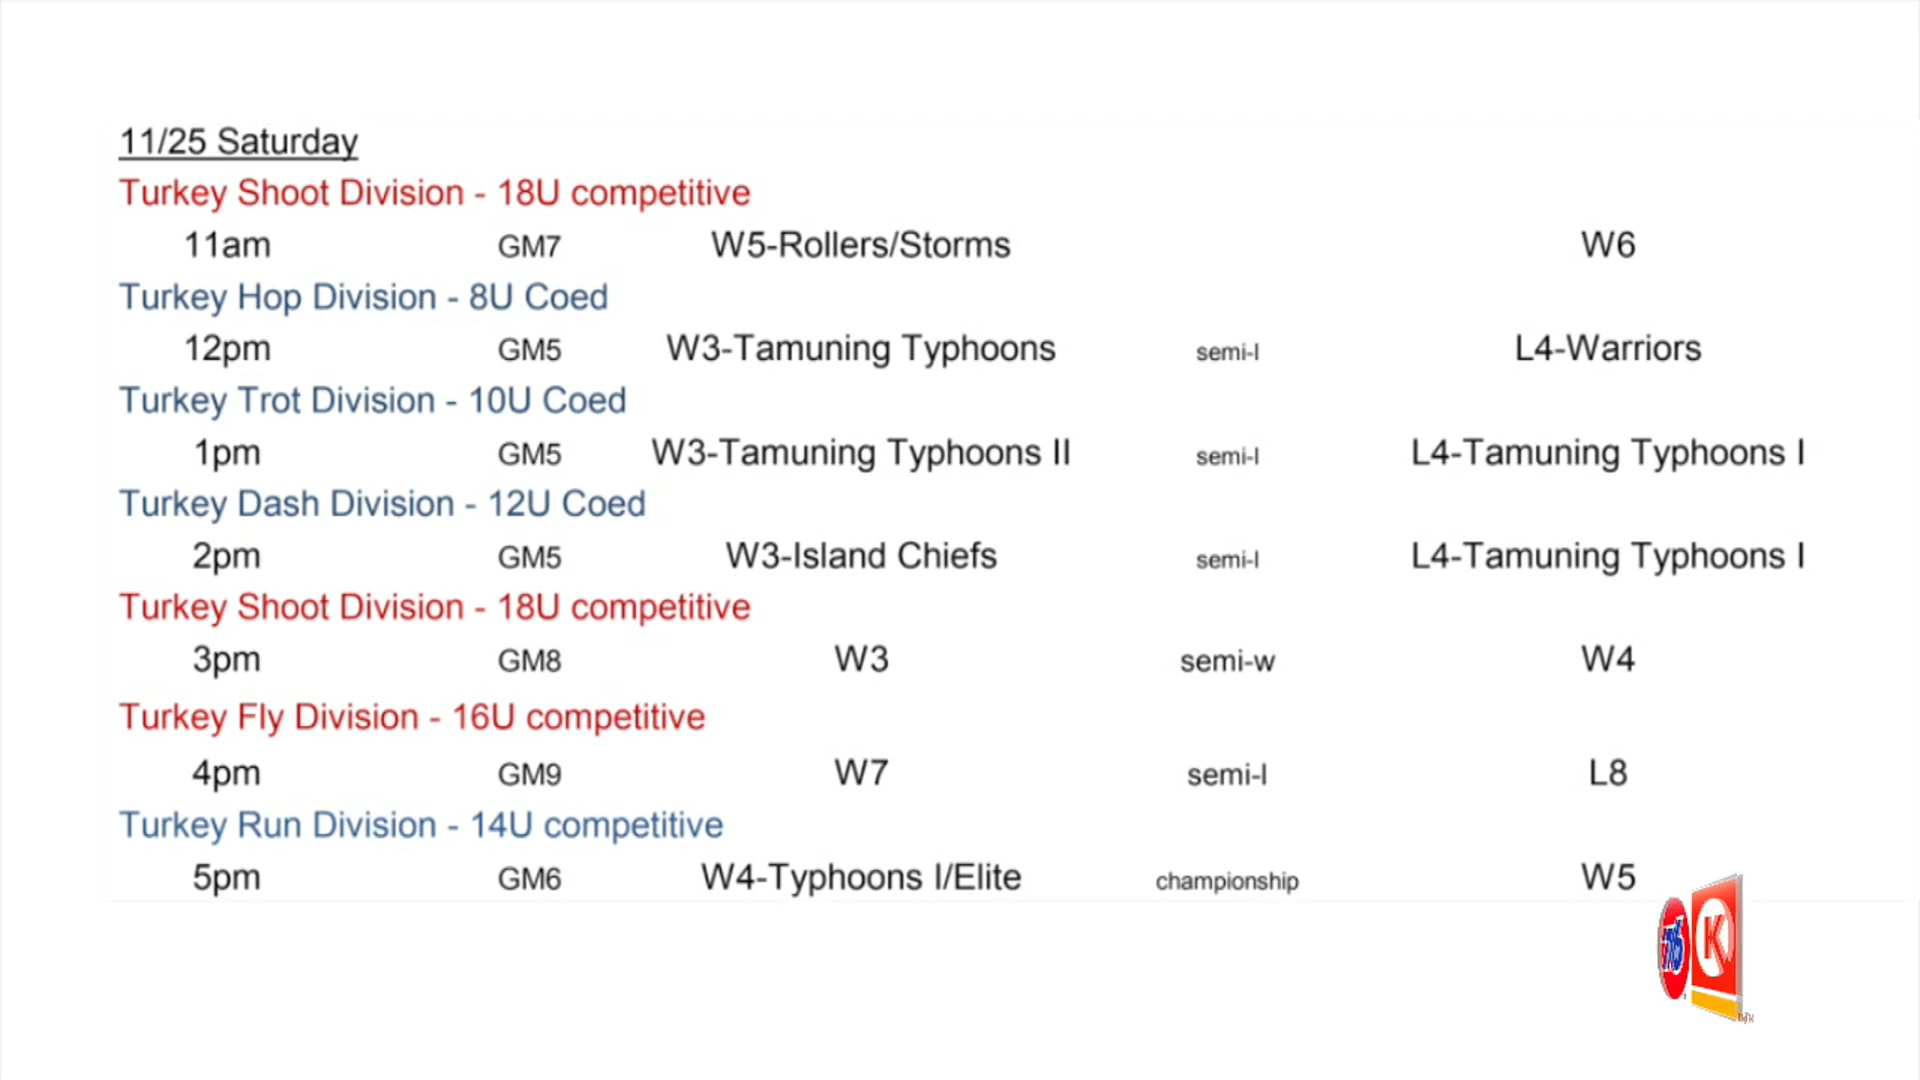 11/25 Saturday
Turkey Shoot Division - 18U competitive
11am GM7 W5-Rollers/Storms W6
Turkey Hop Division - 8U Coed
12pm GM5 W3-Tamuning Typhoons semi-l L4-Warriors
Turkey Trot Division - 10U Coed
1pm GM5 W3-Tamuning Typhoons II semi-l L4-Tamuning Typhoons I
Turkey Dash Division - 12U Coed
2pm GM5 W3-Island Chiefs semi-l L4-Tamuning Typhoons I
Turkey Shoot Division - 18U competitive
3pm GM8 W3 semi-w W4
Turkey Fly Division - 16U competitive
4pm GM9 W7 semi-l L8
Turkey Run Division - 14U competitive
5pm GM6 W4-Typhoons I/Elite championship W5
76 K